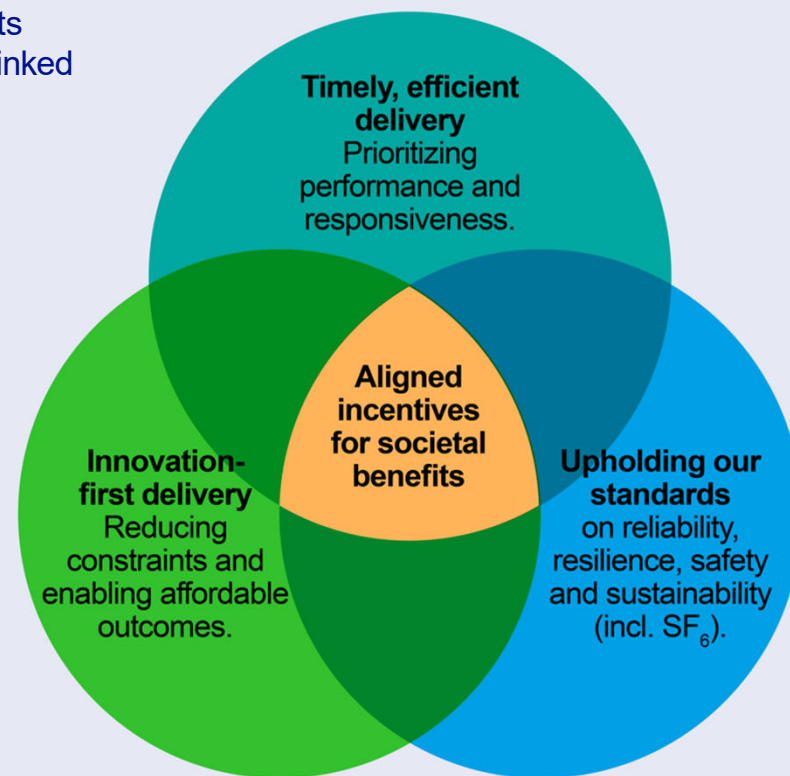 ts
inked
Timely, efficient
delivery
Prioritizing
performance and
responsiveness.
Aligned
incentives
for societal
benefits
Innovation-
first delivery
Reducing
constraints and
enabling affordable
outcomes.
Upholding our
standards
on reliability,
resilience, safety
and sustainability
(incl. SF₆).